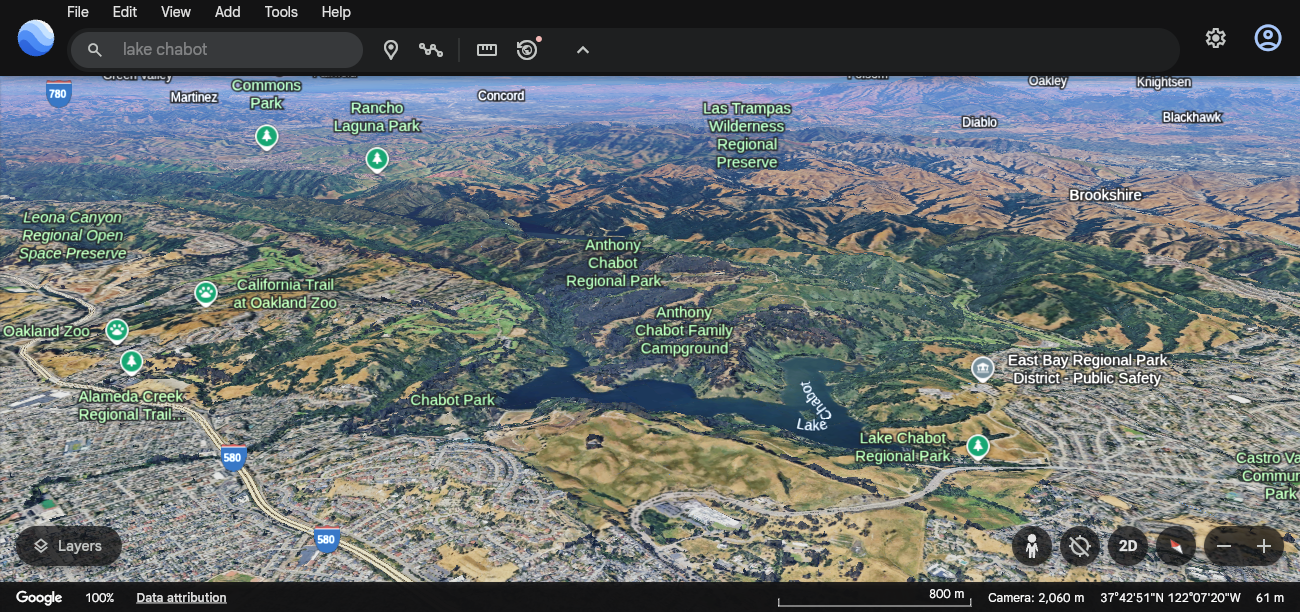 File Edit View Add Tools Help
lake chabot
780
Green Valley
Martinez
Commons
Park
Rancho
Laguna Park
Concord
Las Trampas
Wilderness
Regional
Preserve
Folsom
Oakley
Knightsen
Diablo
Blackhawk
Brookshire
Leona Canyon
Regional Open
Space Preserve
Anthony
Chabot
Regional Park
California Trail
at Oakland Zoo
Oakland Zoo
Anthony
Chabot Family
Campground
East Bay Regional Park
District - Public Safety
Alameda Creek
Regional Trail...
Chabot Park
Lake Chabot
Lake Chabot
Regional Park
580
Castro Va
Commun
Park
580
Layers
2D
Google 100% Data attribution 800 m Camera: 2,060 m 37°42'51"N 122°07'20"W 61 m